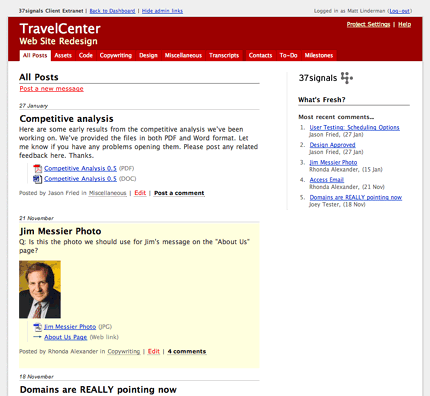 37signals Client Extranet | Back to Dashboard | Hide admin links
Logged in as Matt Linderman (Log-out)
TravelCenter
Project Settings | Help
Web Site Redesign
All Posts Assets Code Copywriting Design Miscellaneous Transcripts Contacts To-Do Milestones
All Posts
Post a new message
27 January
Competitive analysis
Here are some early results from the competitive analysis we've been
working on. We've provided the files in both PDF and Word format. Let
me know if you have any problems opening them. Please post any related
feedback here. Thanks.
Competitive Analysis 0.5 (PDF)
Competitive Analysis 0.5 (DOC)
Posted by Jason Fried in Miscellaneous | Edit | Post a comment
21 November
Jim Messier Photo
Q: Is this the photo we should use for Jim's message on the "About Us"
page?
Jim Messier Photo (JPG)
About Us Page (Web link)
Posted by Rhonda Alexander in Copywriting | Edit | 4 comments
18 November
Domains are REALLY pointing now
37signals
What's Fresh?
Most recent comments...
1. User Testing: Scheduling Options
Jason Fried, (27 Jan)
2. Design Approved
Jason Fried, (27 Jan)
3. Jim Messier Photo
Rhonda Alexander, (15 Jan)
4. Access Email
Rhonda Alexander, (21 Nov)
5. Domains are REALLY pointing now
Joey Tester, (18 Nov)